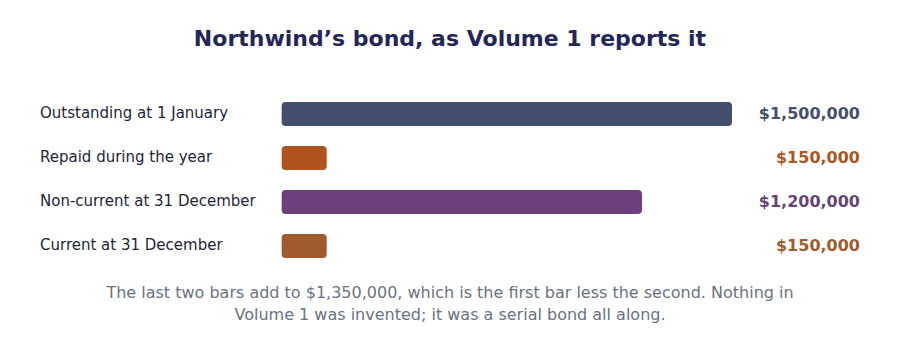 Northwind’s bond, as Volume 1 reports it
Outstanding at 1 January $1,500,000
Repaid during the year $150,000
Non-current at 31 December $1,200,000
Current at 31 December $150,000
The last two bars add to $1,350,000, which is the first bar less the second. Nothing in
Volume 1 was invented; it was a serial bond all along.